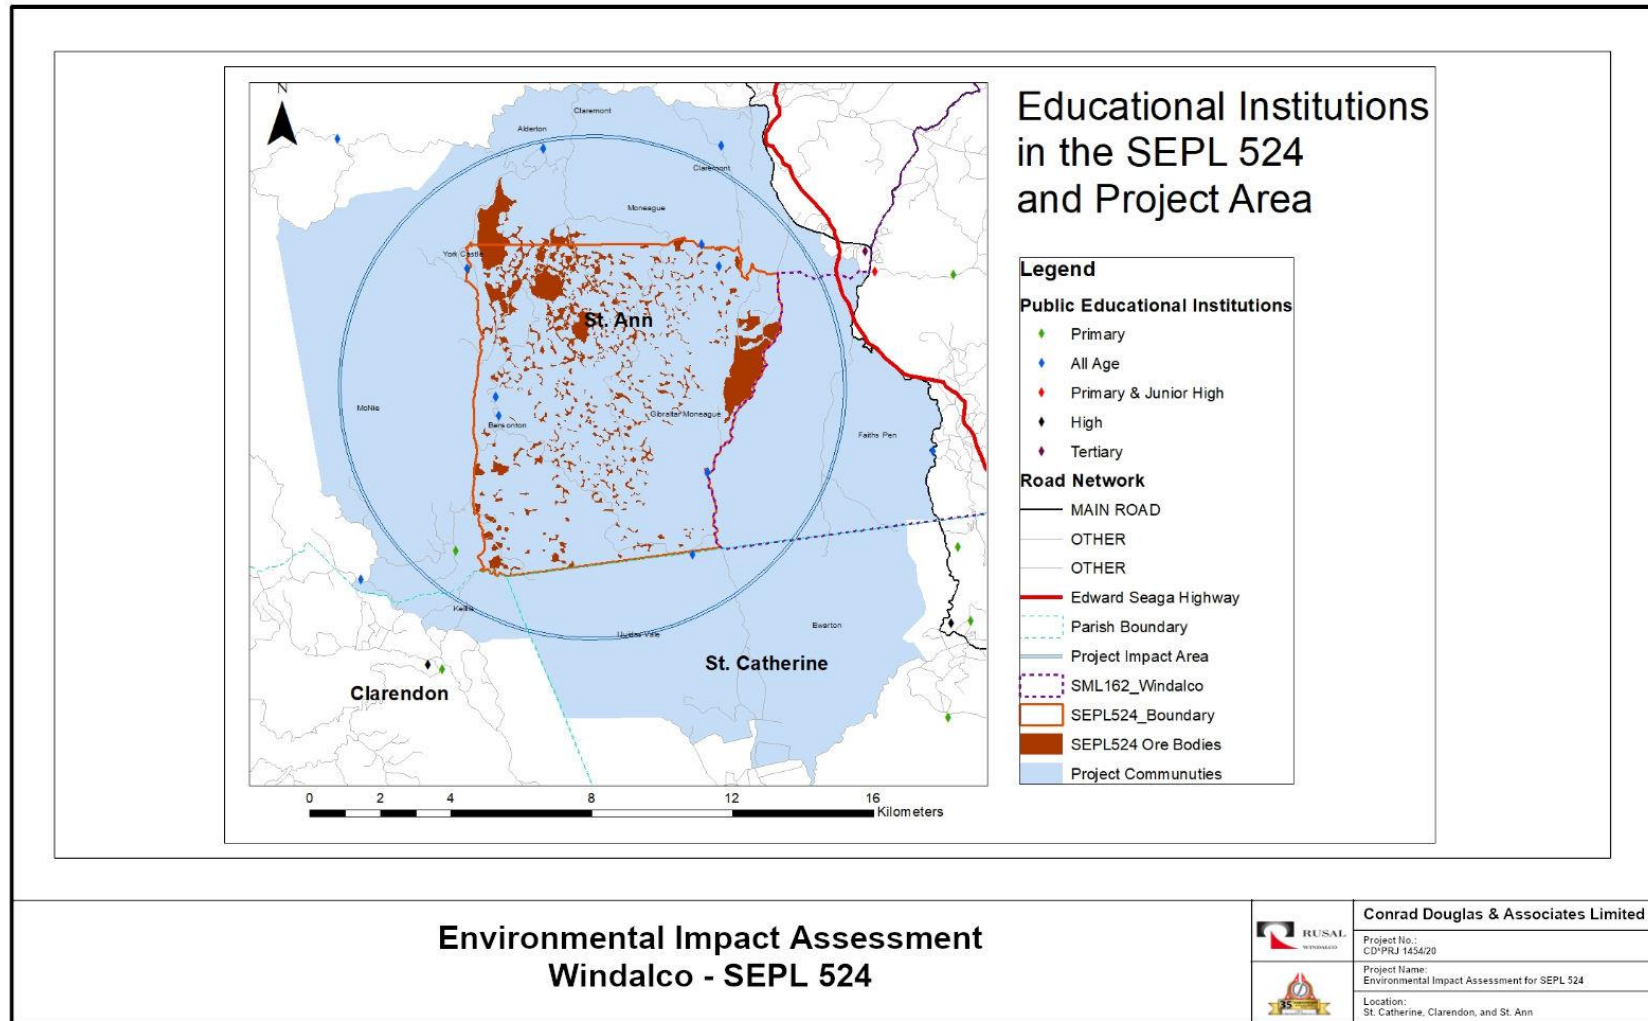 N
Claremont
Alderton
Claremont
Moneague
York Castle
St. Ann
McNie
Gibraltar Moneague
Faiths Pen
Ewarton
St. Catherine
Clarendon
0 2 4 8 12 16
Kilometers
Educational Institutions
in the SEPL 524
and Project Area
Legend
Public Educational Institutions
Primary
All Age
Primary & Junior High
High
Tertiary
Road Network
MAIN ROAD
OTHER
OTHER
Edward Seaga Highway
Parish Boundary
Project Impact Area
SML162_Windalco
SEPL524_Boundary
SEPL524 Ore Bodies
Project Communuties
Environmental Impact Assessment
Windalco - SEPL 524
RUSAL
WINDALCO
35
Conrad Douglas & Associates Limited
Project No.:
CD*PRJ 1454/20
Project Name:
Environmental Impact Assessment for SEPL 524
Location:
St. Catherine, Clarendon, and St. Ann